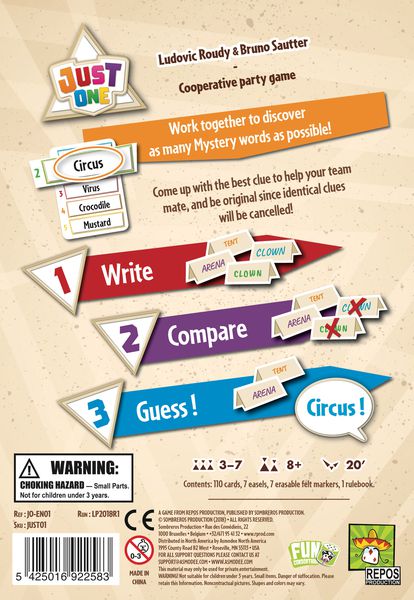 JUST
ONE
Ludovic Roudy & Bruno Sautter
-
Cooperative party game
Work together to discover
as many Mystery words as possible!
2 Circus
3 Virus
4 Crocodile
5 Mustard
Come up with the best clue to help your team
mate, and be original since identical clues
will be cancelled!
1 Write
TENT
CLOWN
ARENA
CLOWN
2 Compare
TENT
CLOWN
ARENA
CLOWN
3 Guess !
TENT
ARENA
Circus !
WARNING:
CHOKING HAZARD — Small Parts.
Not for children under 3 years.
3–7 8+ 20'
Contents: 110 cards, 7 easels, 7 erasable felt markers, 1 rulebook.
REF : JO-EN01 RUN : LP2018R1
SKU : JUST01
5 425016 922583
0-3
MADE IN
CHINA
A GAME FROM REPOS PRODUCTION, PUBLISHED BY SOMBREROS PRODUCTION
© SOMBREROS PRODUCTION (2018) • ALL RIGHTS RESERVED.
Sombreros Production • Rue des Comédiens, 22
1000 Brussels / Belgium • +32/471 95 41 32 • www.rprod.com
Distributed in North America by Asmodee North America
1995 County Road B2 West • Roseville, MN 55113 • USA
FOR ALL SUPPORT QUESTIONS PLEASE CONTACT US AT
SUPPORT@ASMODEE.COM • WWW.ASMODEE.COM
This material may only be used for private entertainment.
WARNING! Not suitable for children under 3 years. Small items. Danger of suffocation. Please
retain this information. Noncontractual pictures. Shapes and colors may vary.
FUN
CONSORTIUM
REPOS
PRODUCTION